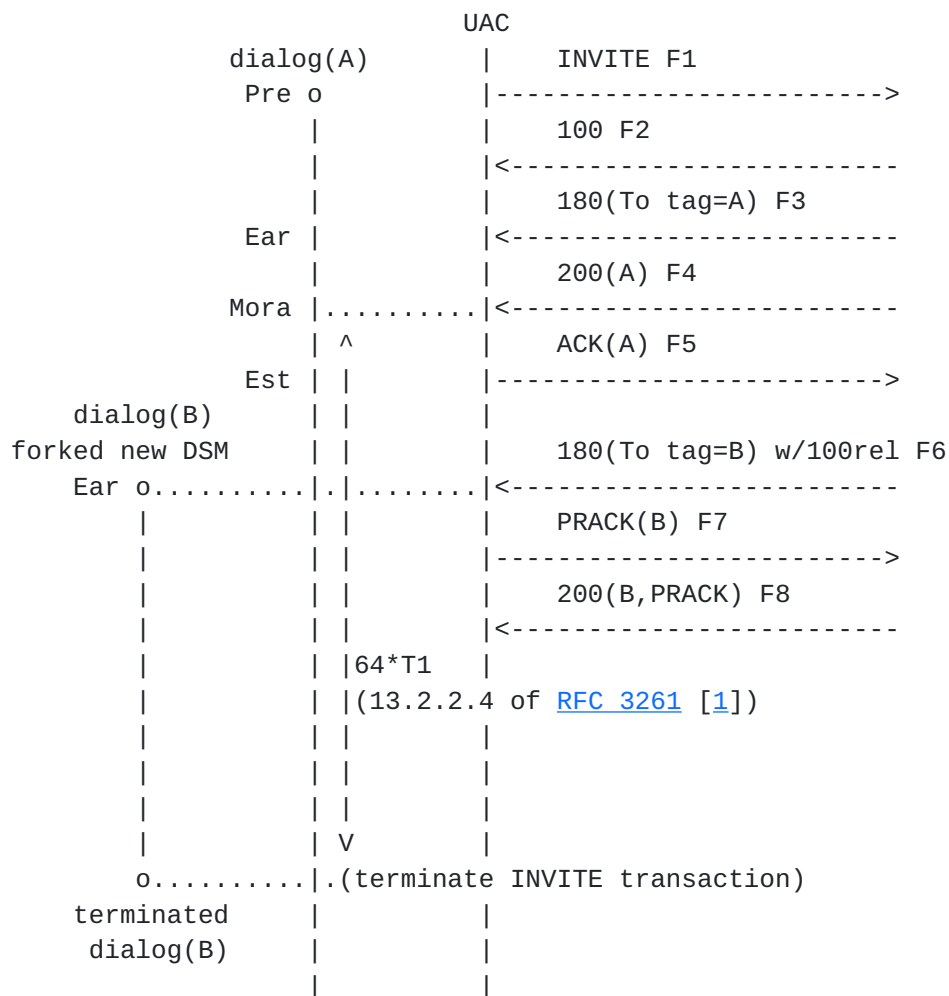 UAC
              dialog(A)       |    INVITE F1
               Pre o          |------------------------->
                   |          |    100 F2
                   |          |<-------------------------
                   |          |    180(To tag=A) F3
               Ear |          |<-------------------------
                   |          |    200(A) F4
              Mora |..........|<-------------------------
                   | ^        |    ACK(A) F5
               Est | |        |------------------------->
    dialog(B)      | |        |
forked new DSM     | |        |    180(To tag=B) w/100rel F6
    Ear o..........|.|........|<-------------------------
        |          | |        |    PRACK(B) F7
        |          | |        |------------------------->
        |          | |        |    200(B,PRACK) F8
        |          | |        |<-------------------------
        |          | |64*T1   |
        |          | |(13.2.2.4 of RFC 3261 [1])
        |          | |        |
        |          | |        |
        |          | |        |
        |          | V        |
        o..........|.(terminate INVITE transaction)
    terminated     |          |
     dialog(B)     |          |
                   |          |